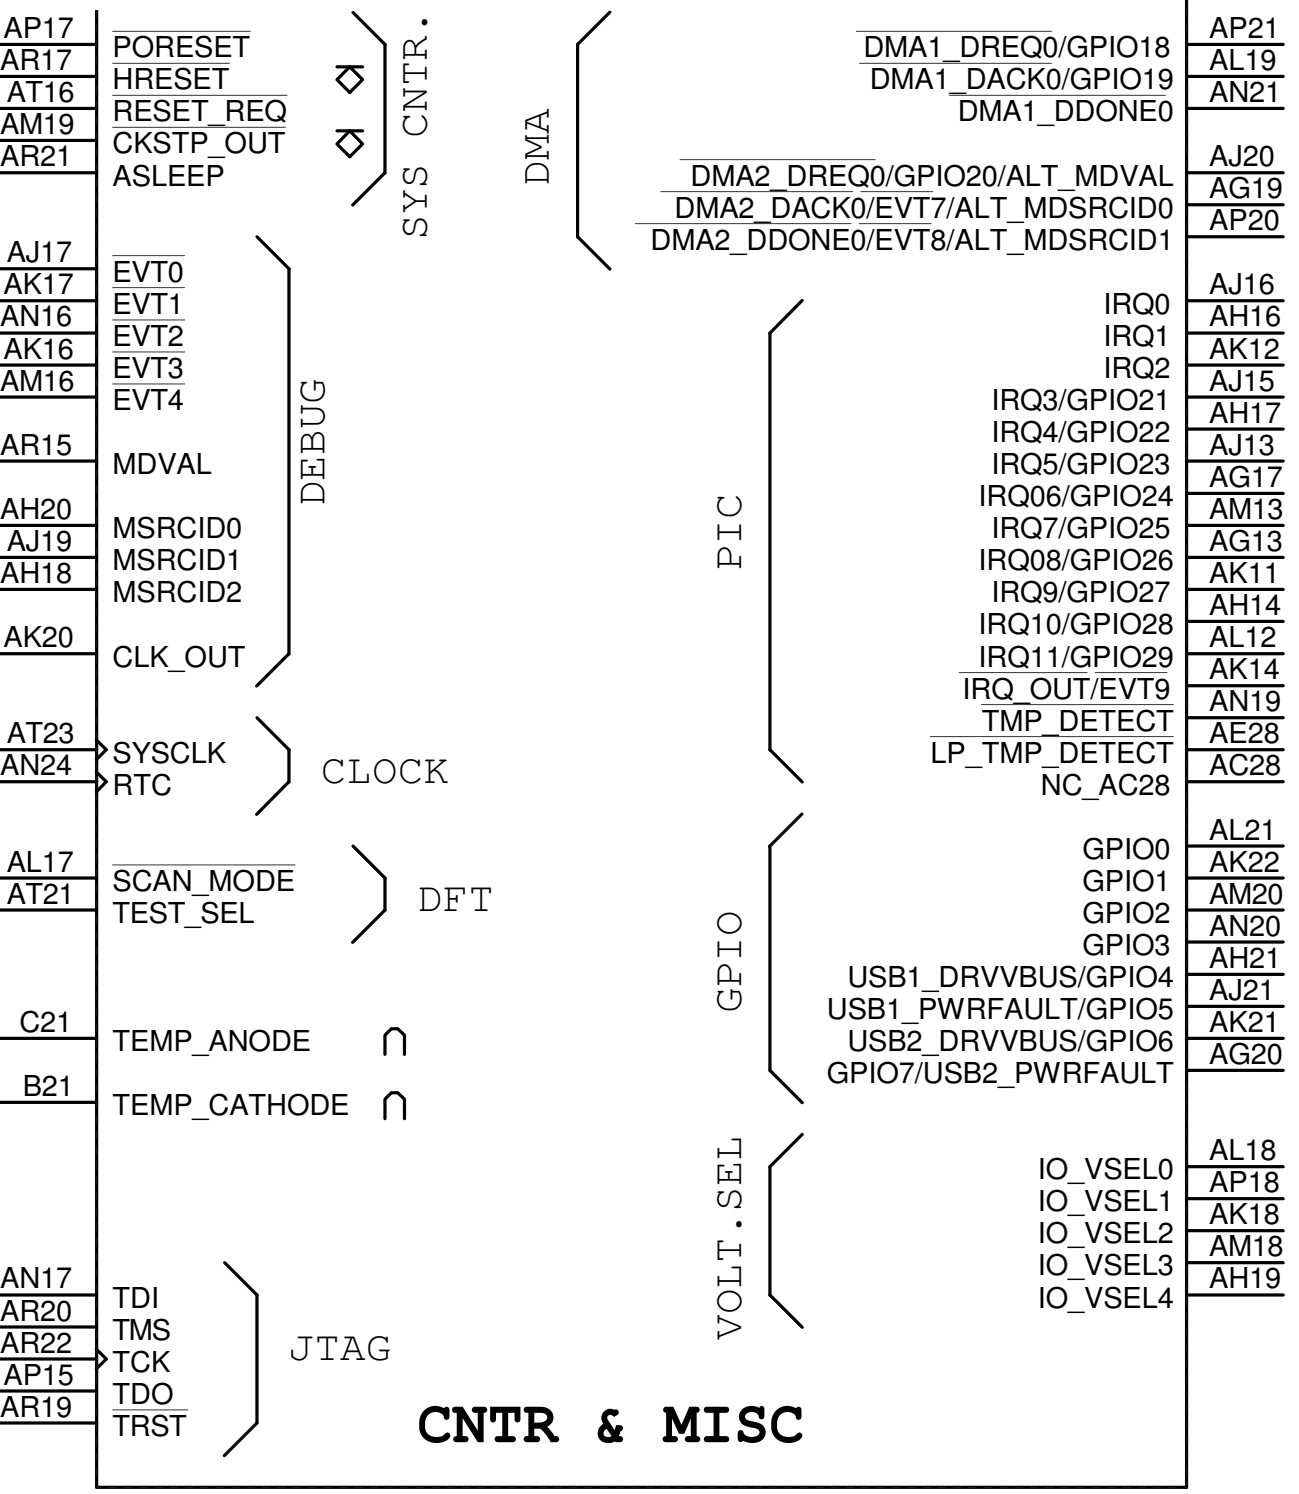 AP17 PORESET
AR17 HRESET
AT16 RESET_REQ
AM19 CKSTP_OUT
AR21 ASLEEP
SYS CNTR.
AJ17 EVT0
AK17 EVT1
AN16 EVT2
AK16 EVT3
AM16 EVT4
AR15 MDVAL
AH20 MSRCID0
AJ19 MSRCID1
AH18 MSRCID2
AK20 CLK_OUT
DEBUG
AT23 SYSCLK
AN24 RTC
CLOCK
AL17 SCAN_MODE
AT21 TEST_SEL
DFT
C21 TEMP_ANODE
B21 TEMP_CATHODE
AN17 TDI
AR20 TMS
AR22 TCK
AP15 TDO
AR19 TRST
JTAG
DMA
DMA1_DREQ0/GPIO18 AP21
DMA1_DACK0/GPIO19 AL19
DMA1_DDONE0 AN21
DMA2_DREQ0/GPIO20/ALT_MDVAL AJ20
DMA2_DACK0/EVT7/ALT_MDSRCID0 AG19
DMA2_DDONE0/EVT8/ALT_MDSRCID1 AP20
PIC
IRQ0 AJ16
IRQ1 AH16
IRQ2 AK12
IRQ3/GPIO21 AJ15
IRQ4/GPIO22 AH17
IRQ5/GPIO23 AJ13
IRQ06/GPIO24 AG17
IRQ7/GPIO25 AM13
IRQ08/GPIO26 AG13
IRQ9/GPIO27 AK11
IRQ10/GPIO28 AH14
IRQ11/GPIO29 AL12
IRQ_OUT/EVT9 AK14
TMP_DETECT AN19
LP_TMP_DETECT AE28
NC_AC28 AC28
GPIO
GPIO0 AL21
GPIO1 AK22
GPIO2 AM20
GPIO3 AN20
USB1_DRVVBUS/GPIO4 AH21
USB1_PWRFAULT/GPIO5 AJ21
USB2_DRVVBUS/GPIO6 AK21
GPIO7/USB2_PWRFAULT AG20
VOLT.SEL
IO_VSEL0 AL18
IO_VSEL1 AP18
IO_VSEL2 AK18
IO_VSEL3 AM18
IO_VSEL4 AH19
CNTR & MISC